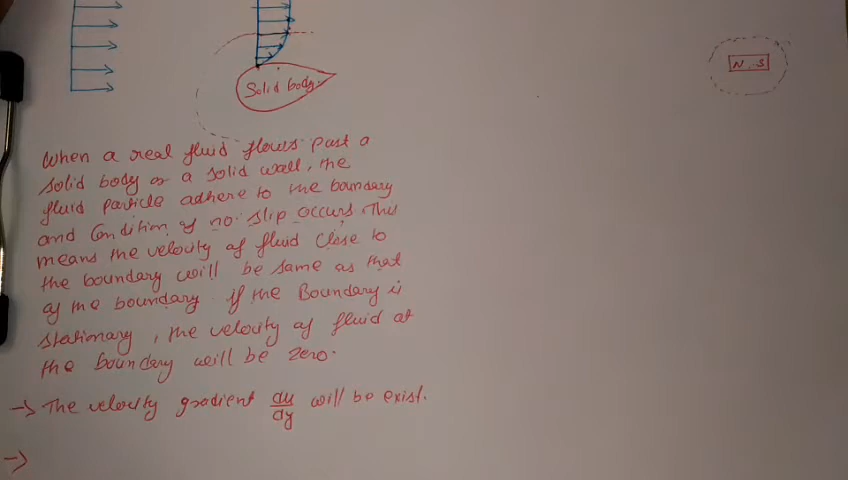 Solid body
N S
When a real fluid flows past a
solid body or a solid wall, the
fluid particle adhere to the boundary
and Condition of no slip occurs. This
means the velocity of fluid close to
the boundary will be same as that
of the boundary. if the Boundary is
stationary, the velocity of fluid at
the boundary will be zero.
→ The velocity gradient du/dy will be exist.
→